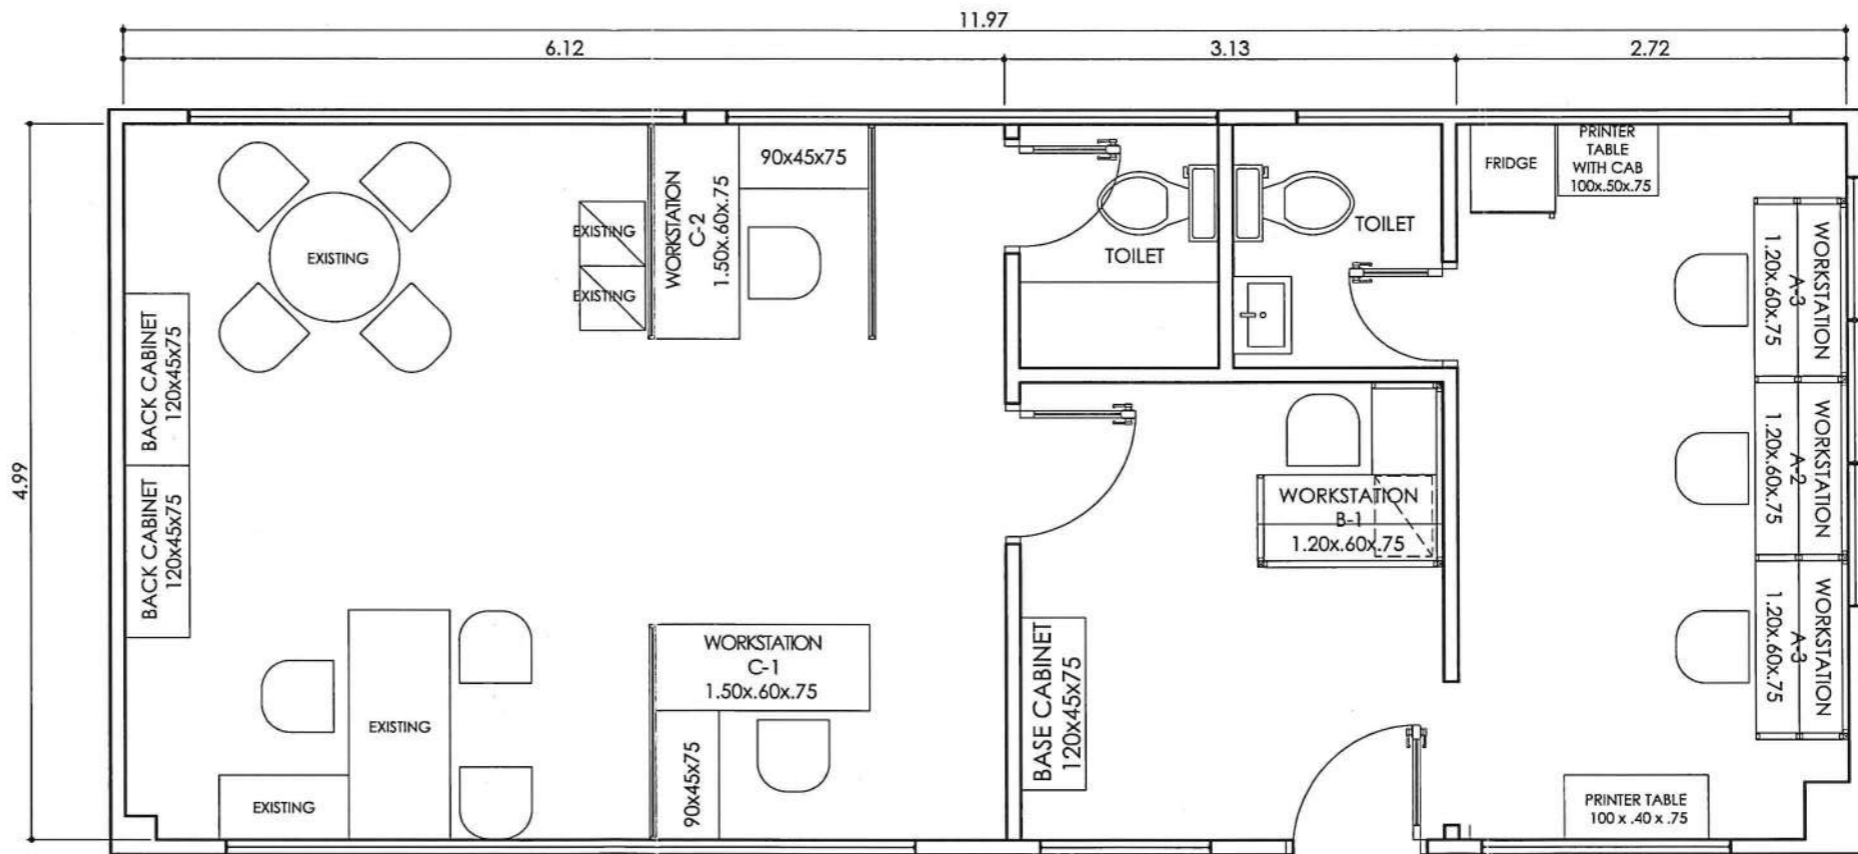 11.97
6.12
3.13
2.72
4.99
EXISTING
BACK CABINET
120x45x75
BACK CABINET
120x45x75
EXISTING
EXISTING
WORKSTATION
C-2
1.50x.60x.75
90x45x75
TOILET
TOILET
FRIDGE
PRINTER
TABLE
WITH CAB
100x.50x.75
WORKSTATION
A-3
1.20x.60x.75
WORKSTATION
A-2
1.20x.60x.75
WORKSTATION
A-3
1.20x.60x.75
WORKSTATION
B-1
1.20x.60x.75
EXISTING
EXISTING
WORKSTATION
C-1
1.50x.60x.75
90x45x75
BASE CABINET
120x45x75
PRINTER TABLE
100 x .40 x .75